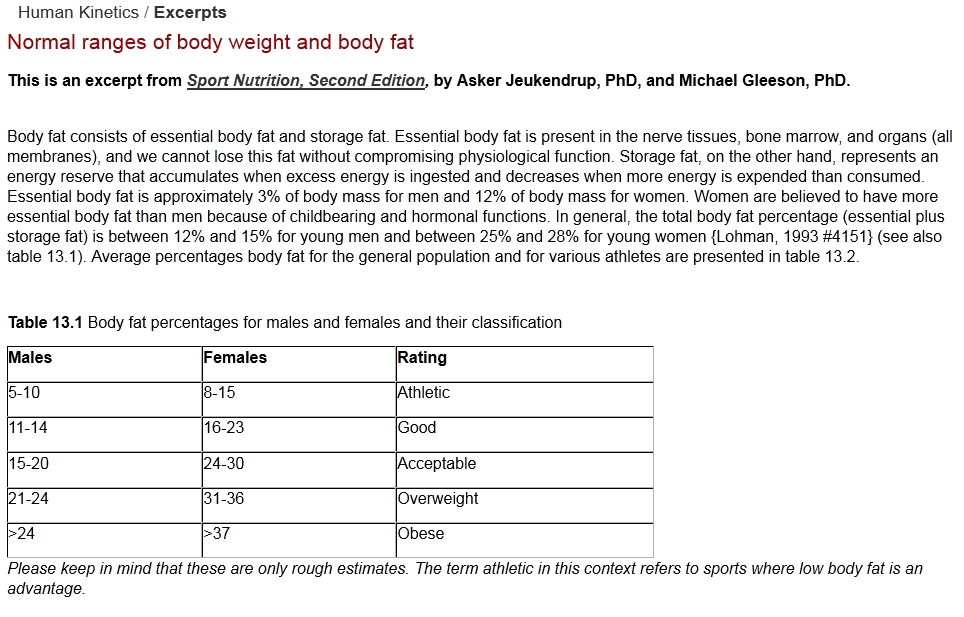 Human Kinetics / Excerpts
Normal ranges of body weight and body fat
This is an excerpt from Sport Nutrition, Second Edition, by Asker Jeukendrup, PhD, and Michael Gleeson, PhD.
Body fat consists of essential body fat and storage fat. Essential body fat is present in the nerve tissues, bone marrow, and organs (all
membranes), and we cannot lose this fat without compromising physiological function. Storage fat, on the other hand, represents an
energy reserve that accumulates when excess energy is ingested and decreases when more energy is expended than consumed.
Essential body fat is approximately 3% of body mass for men and 12% of body mass for women. Women are believed to have more
essential body fat than men because of childbearing and hormonal functions. In general, the total body fat percentage (essential plus
storage fat) is between 12% and 15% for young men and between 25% and 28% for young women {Lohman, 1993 #4151} (see also
table 13.1). Average percentages body fat for the general population and for various athletes are presented in table 13.2.
Table 13.1 Body fat percentages for males and females and their classification
Males Females Rating
5-10 8-15 Athletic
11-14 16-23 Good
15-20 24-30 Acceptable
21-24 31-36 Overweight
>24 >37 Obese
Please keep in mind that these are only rough estimates. The term athletic in this context refers to sports where low body fat is an
advantage.